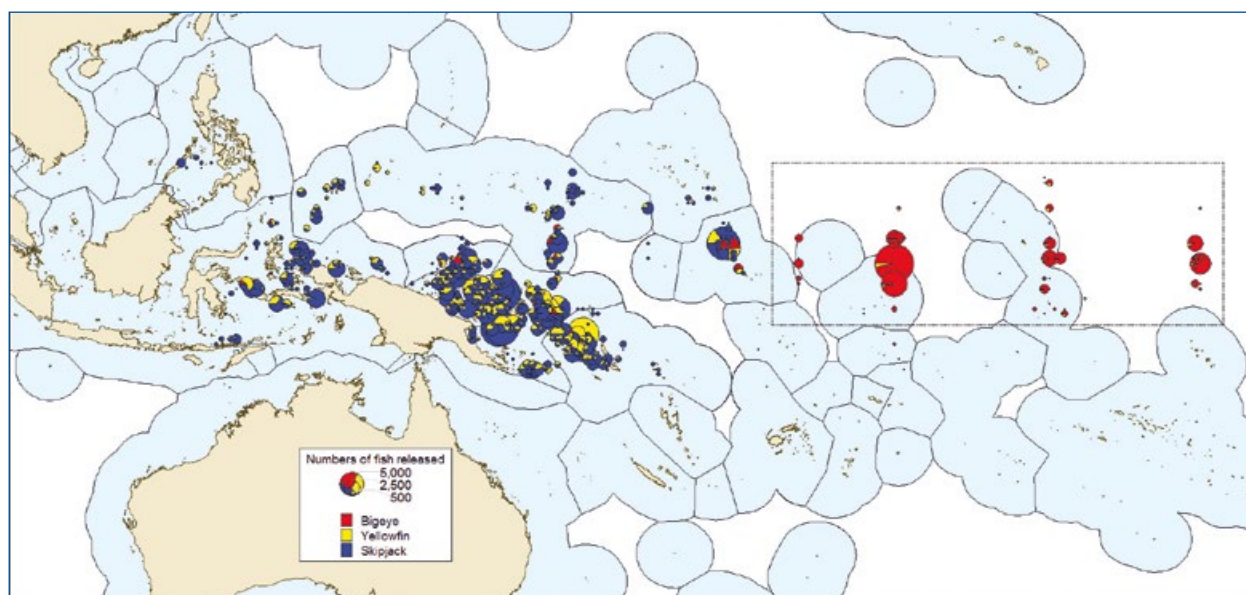 Numbers of fish released
5,000
2,500
500
Bigeye
Yellowfin
Skipjack